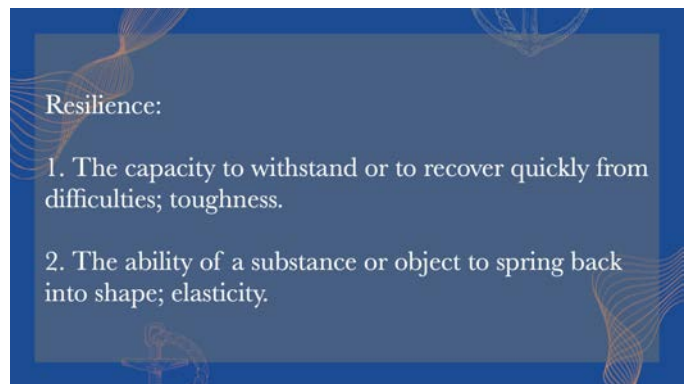 Resilience:
1. The capacity to withstand or to recover quickly from
difficulties; toughness.
2. The ability of a substance or object to spring back
into shape; elasticity.